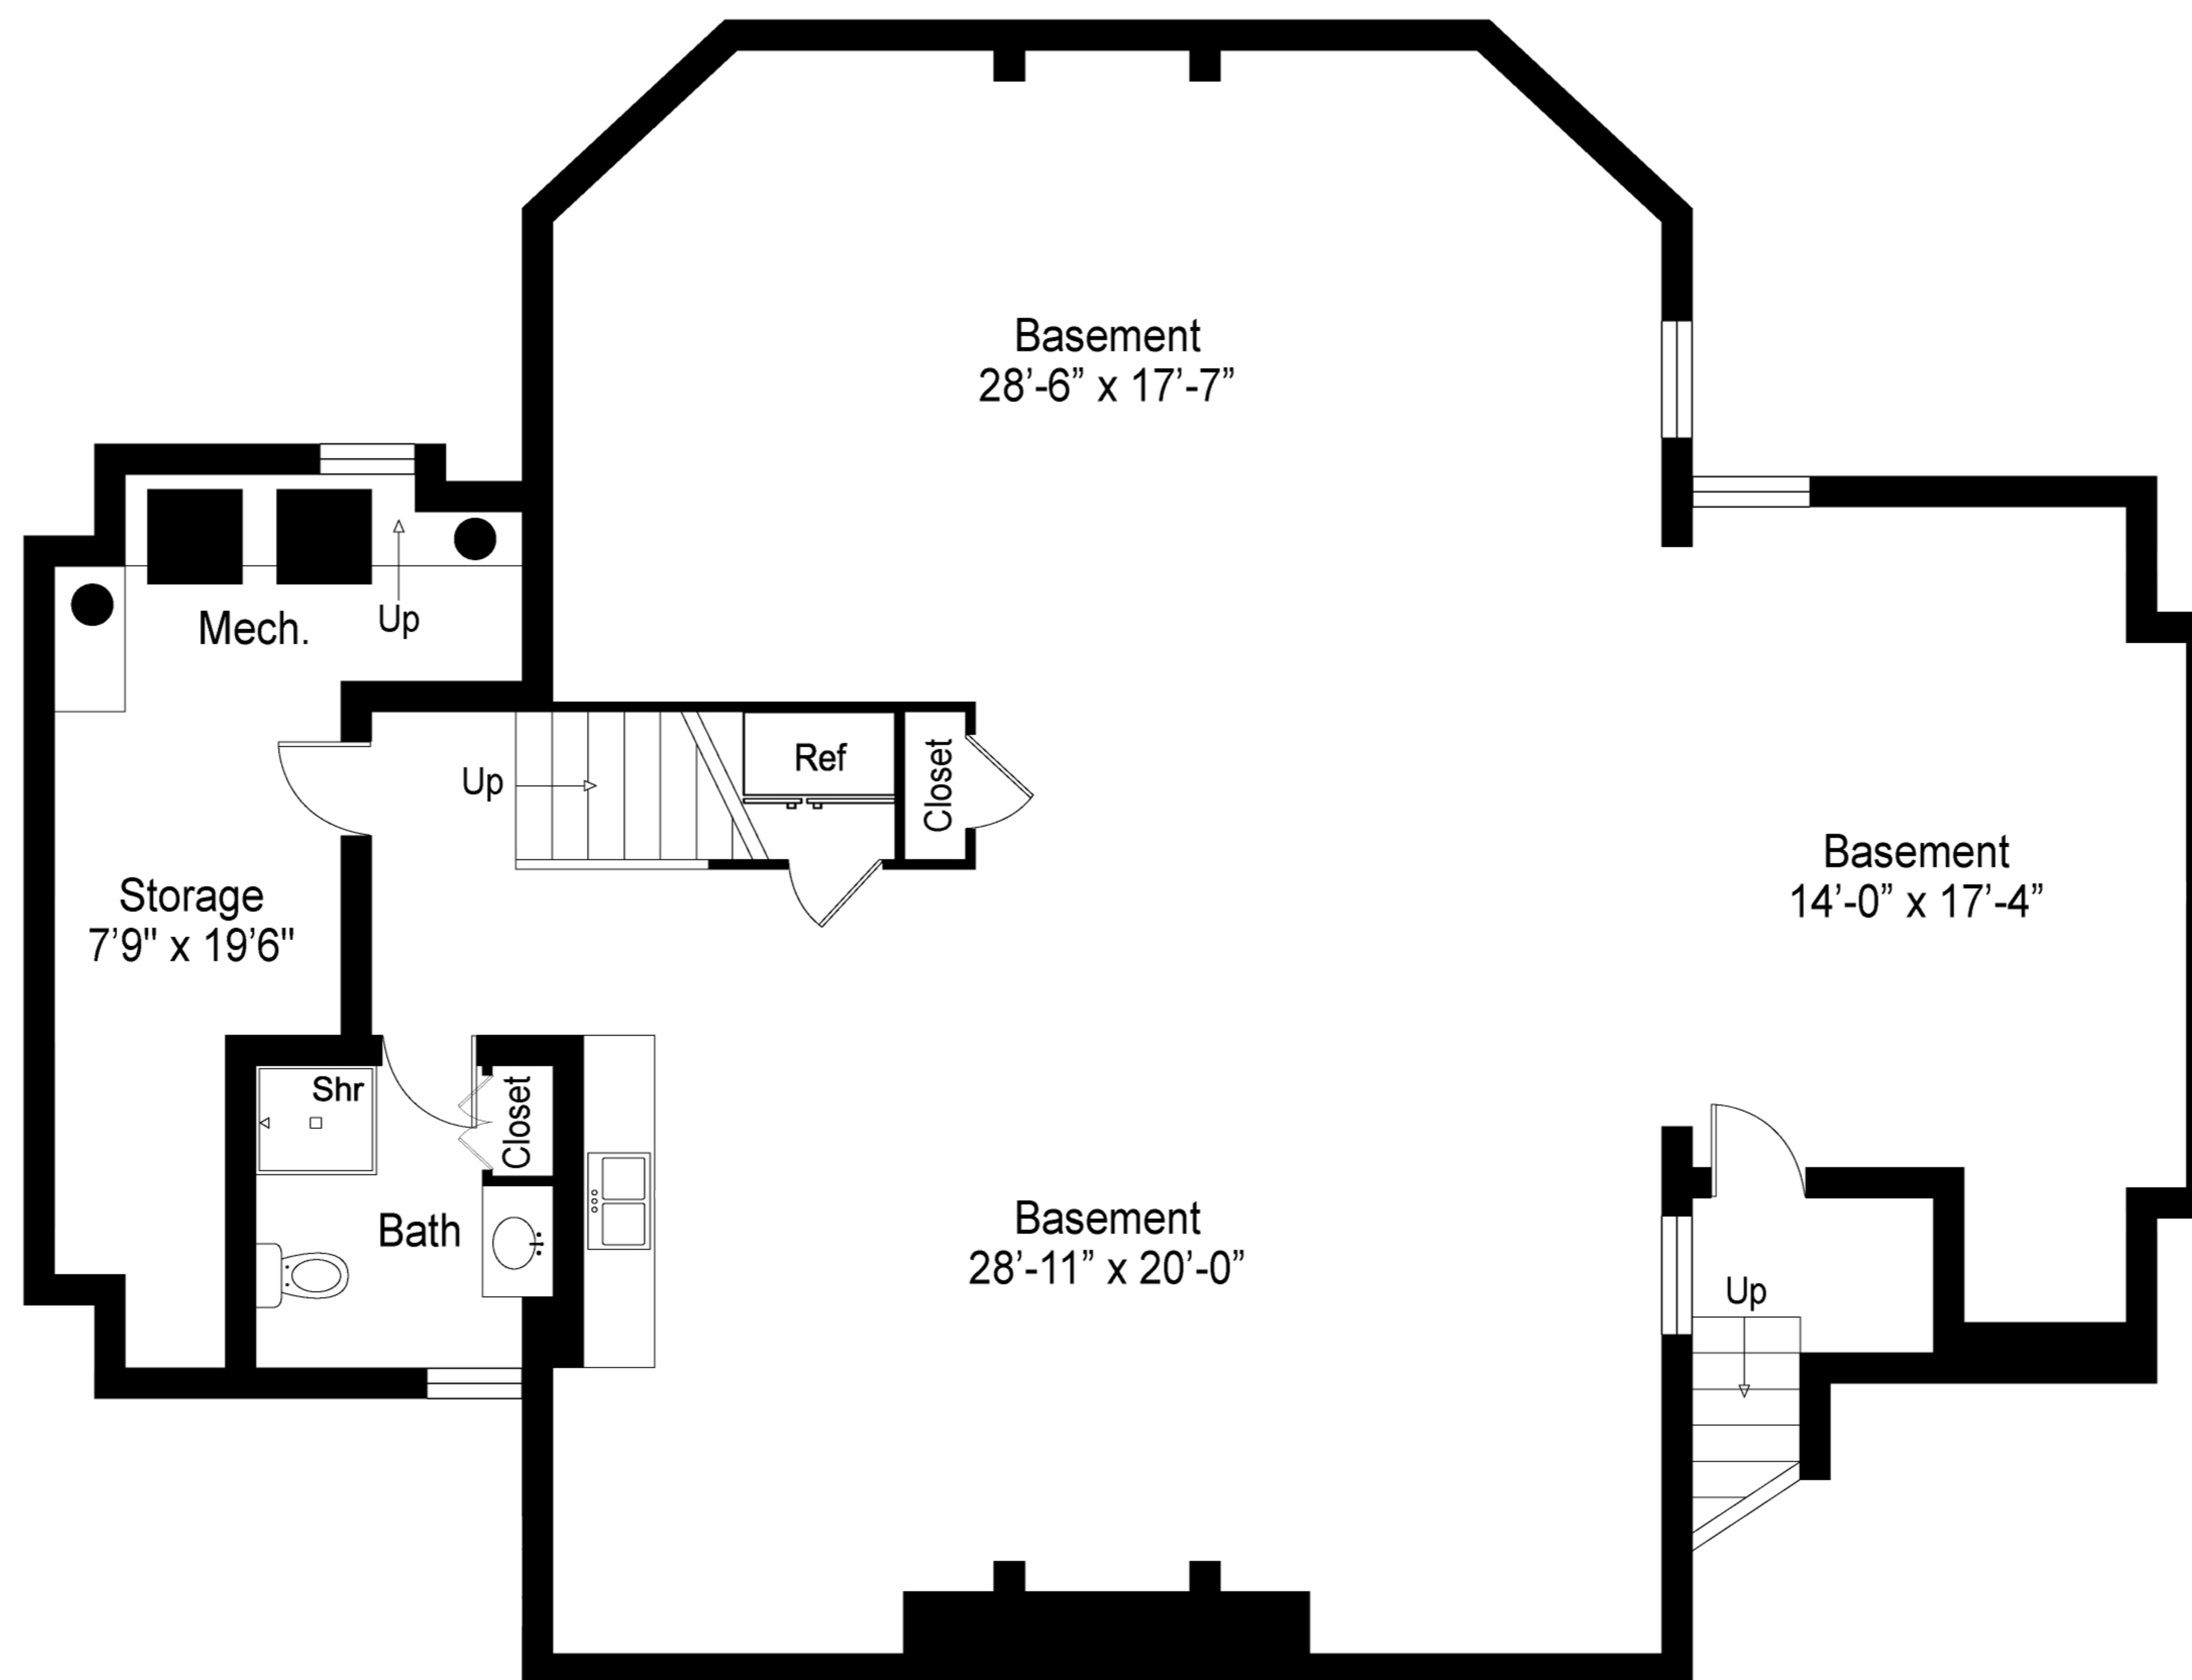 Basement
28’-6” x 17’-7”
Mech.
Up
Up
Ref
Closet
Storage
7’9" x 19’6"
Basement
14’-0” x 17’-4”
Shr
Closet
Bath
Basement
28’-11” x 20’-0”
Up